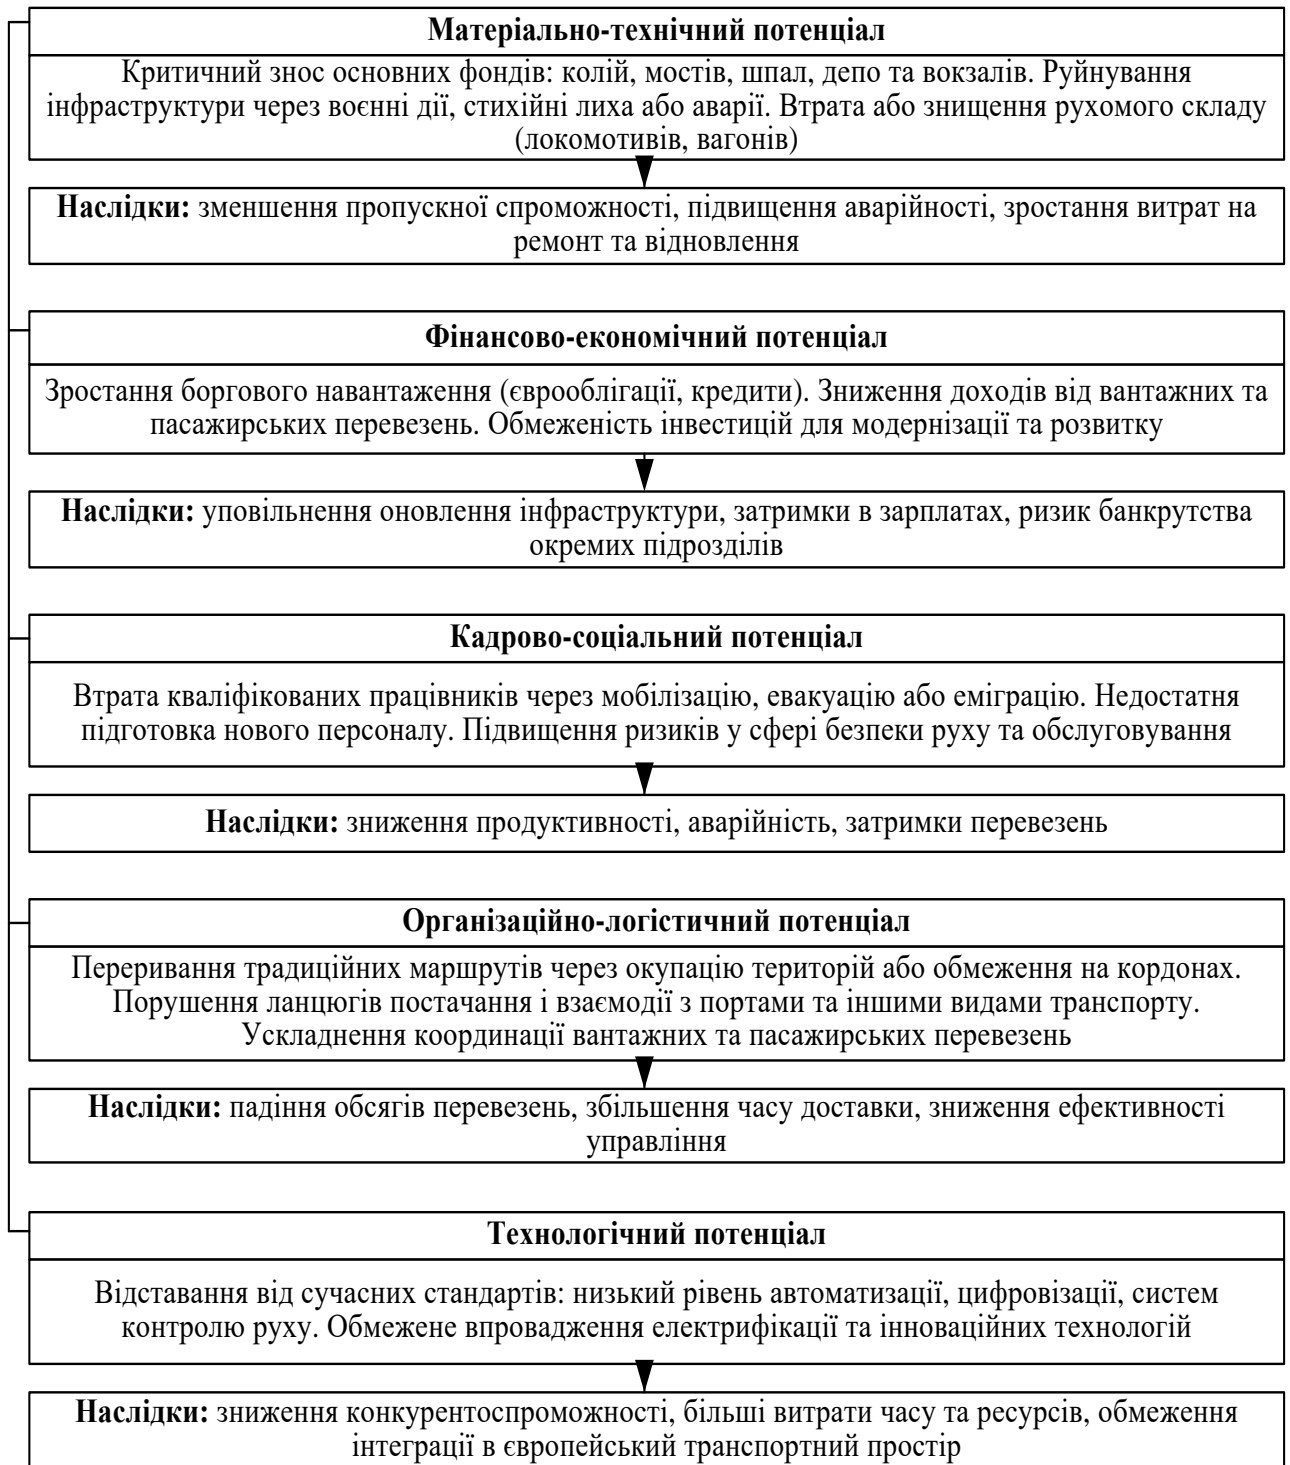 Матеріально-технічний потенціал
Критичний знос основних фондів: колій, мостів, шпал, депо та вокзалів. Руйнування
інфраструктури через воєнні дії, стихійні лиха або аварії. Втрата або знищення рухомого складу
(локомотивів, вагонів)
Наслідки: зменшення пропускної спроможності, підвищення аварійності, зростання витрат на
ремонт та відновлення
Фінансово-економічний потенціал
Зростання боргового навантаження (єврооблігації, кредити). Зниження доходів від вантажних та
пасажирських перевезень. Обмеженість інвестицій для модернізації та розвитку
Наслідки: уповільнення оновлення інфраструктури, затримки в зарплатах, ризик банкрутства
окремих підрозділів
Кадрово-соціальний потенціал
Втрата кваліфікованих працівників через мобілізацію, евакуацію або еміграцію. Недостатня
підготовка нового персоналу. Підвищення ризиків у сфері безпеки руху та обслуговування
Наслідки: зниження продуктивності, аварійність, затримки перевезень
Організаційно-логістичний потенціал
Переривання традиційних маршрутів через окупацію територій або обмеження на кордонах.
Порушення ланцюгів постачання і взаємодії з портами та іншими видами транспорту.
Ускладнення координації вантажних та пасажирських перевезень
Наслідки: падіння обсягів перевезень, збільшення часу доставки, зниження ефективності
управління
Технологічний потенціал
Відставання від сучасних стандартів: низький рівень автоматизації, цифровізації, систем
контролю руху. Обмежене впровадження електрифікації та інноваційних технологій
Наслідки: зниження конкурентоспроможності, більші витрати часу та ресурсів, обмеження
інтеграції в європейський транспортний простір